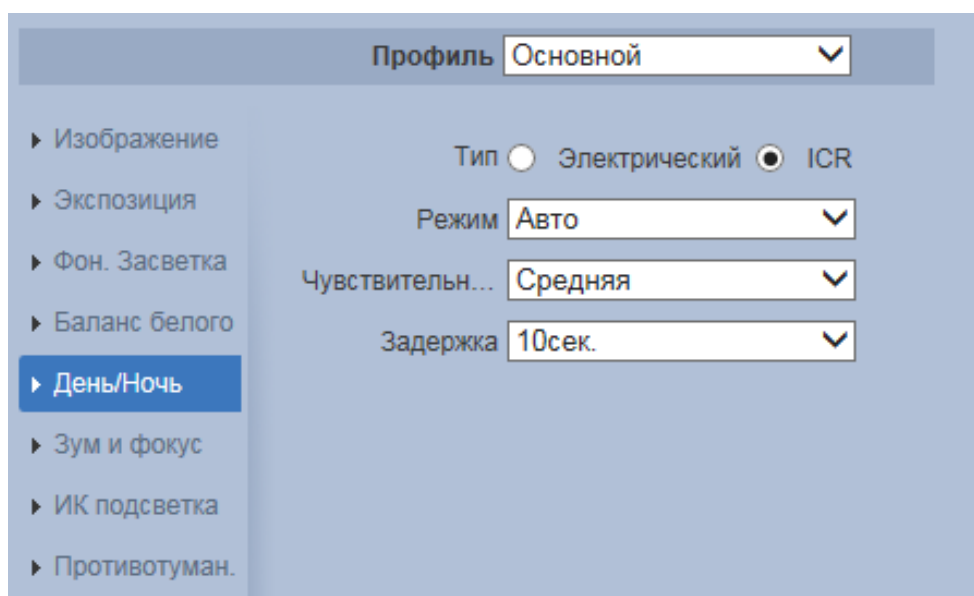 Профиль Основной
Изображение
Экспозиция
Фон. Засветка
Баланс белого
День/Ночь
Зум и фокус
ИК подсветка
Противотуман.
Тип Электрический ICR
Режим Авто
Чувствительн... Средняя
Задержка 10сек.